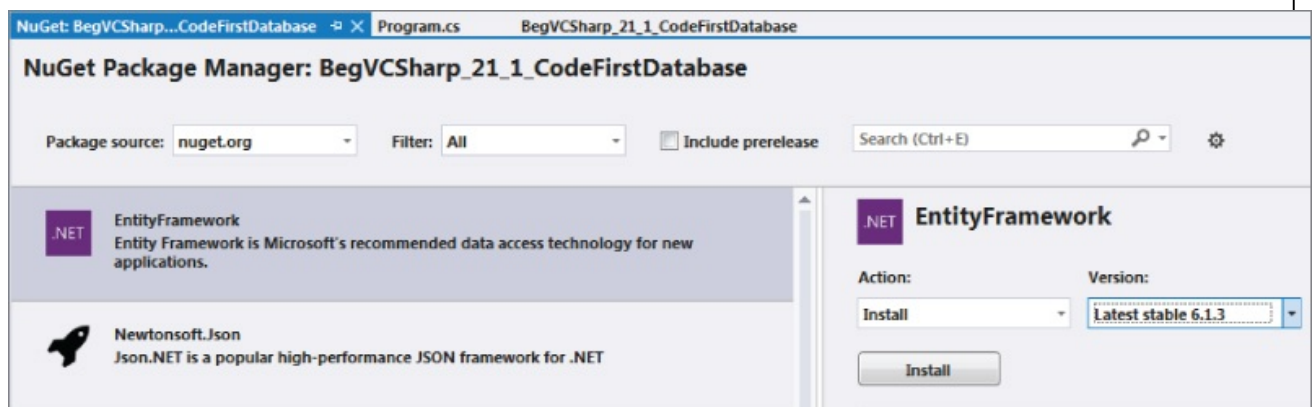 NuGet: BegVCSharp...CodeFirstDatabase Program.cs BegVCSharp_21_1_CodeFirstDatabase
NuGet Package Manager: BegVCSharp_21_1_CodeFirstDatabase
Package source: nuget.org Filter: All Include prerelease Search (Ctrl+E)
.NET
EntityFramework
Entity Framework is Microsoft's recommended data access technology for new
applications.
Newtonsoft.Json
Json.NET is a popular high-performance JSON framework for .NET
.NET
EntityFramework
Action: Version:
Install Latest stable 6.1.3
Install